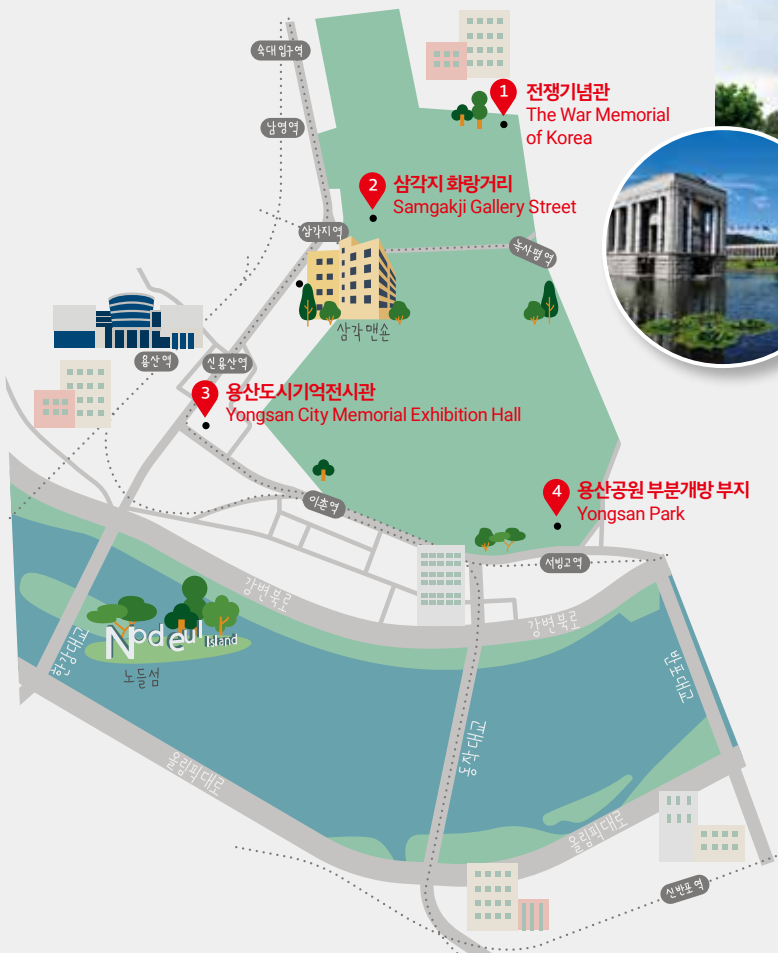 숙대입구역
남영역
1
전쟁기념관
The War Memorial
of Korea
2
삼각지 화랑거리
Samgakji Gallery Street
삼각지역
녹사평역
삼각맨숀
용산역
신용산역
3
용산도시기억전시관
Yongsan City Memorial Exhibition Hall
4
용산공원 부분개방 부지
Yongsan Park
이촌역
서빙고역
강변북로
강변북로
Nodeul Island
노들섬
한강대교
반포대교
동작대교
올림픽대로
올림픽대로
신반포역